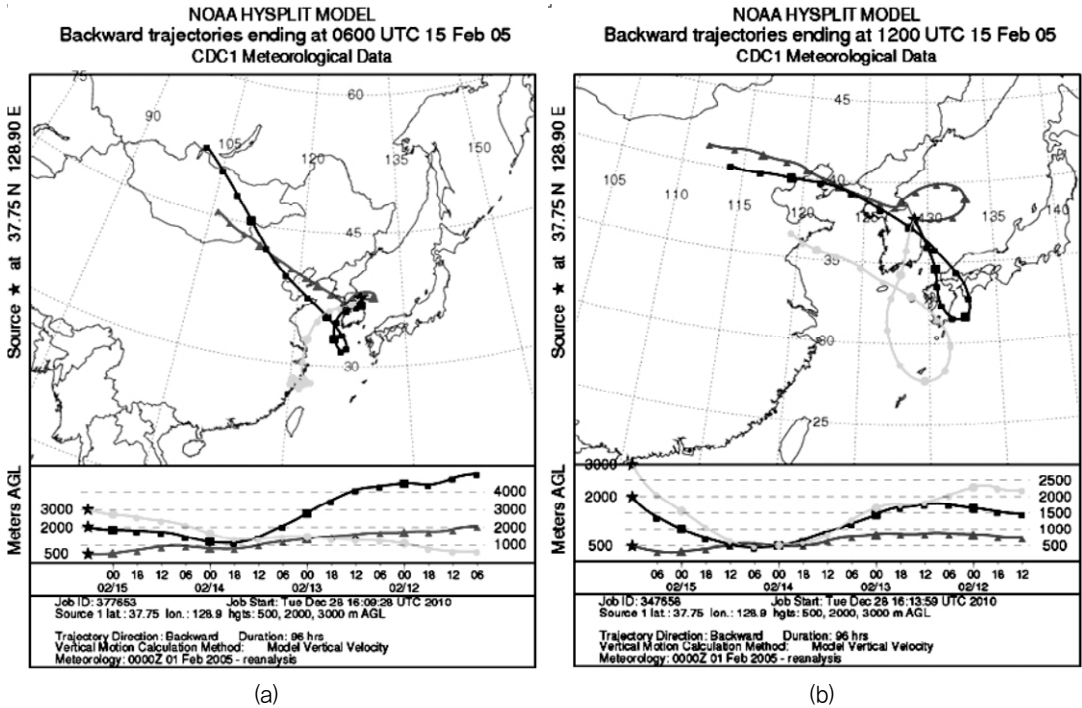 NOAA HYSPLIT MODEL
Backward trajectories ending at 0600 UTC 15 Feb 05
CDC1 Meteorological Data
Source ★ at 37.75 N 128.90 E
75
90
105
120
135
150
60
45
30
Meters AGL
3000
2000
500
4000
3000
2000
1000
00 18 12 06 00 18 12 06 00 18 12 06 00 18 12 06
02/15 02/14 02/13 02/12
Job ID: 377653 Job Start: Tue Dec 28 16:09:28 UTC 2010
Source 1 lat.: 37.75 lon.: 128.9 hgts: 500, 2000, 3000 m AGL
Trajectory Direction: Backward Duration: 96 hrs
Vertical Motion Calculation Method: Model Vertical Velocity
Meteorology: 0000Z 01 Feb 2005 - reanalysis
(a)
NOAA HYSPLIT MODEL
Backward trajectories ending at 1200 UTC 15 Feb 05
CDC1 Meteorological Data
Source ★ at 37.75 N 128.90 E
45
105
110
115
120
125
130
135
140
40
35
30
25
Meters AGL
3000
2000
500
2500
2000
1500
1000
500
06 00 18 12 06 00 18 12 06 00 18 12 06 00 18 12
02/15 02/14 02/13 02/12
Job ID: 347656 Job Start: Tue Dec 28 16:13:59 UTC 2010
Source 1 lat.: 37.75 lon.: 128.9 hgts: 500, 2000, 3000 m AGL
Trajectory Direction: Backward Duration: 96 hrs
Vertical Motion Calculation Method: Model Vertical Velocity
Meteorology: 0000Z 01 Feb 2005 - reanalysis
(b)